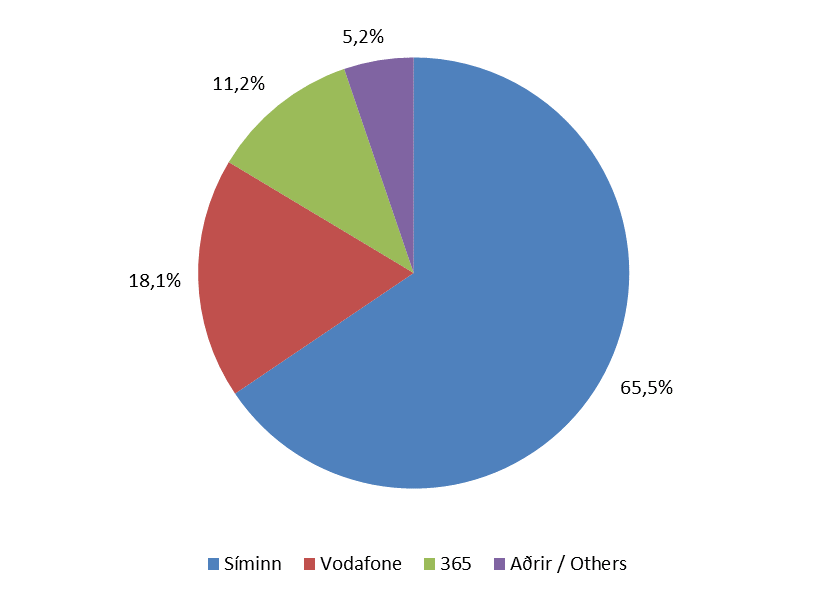 5,2%
11,2%
18,1%
65,5%
Síminn Vodafone 365 Aðrir / Others